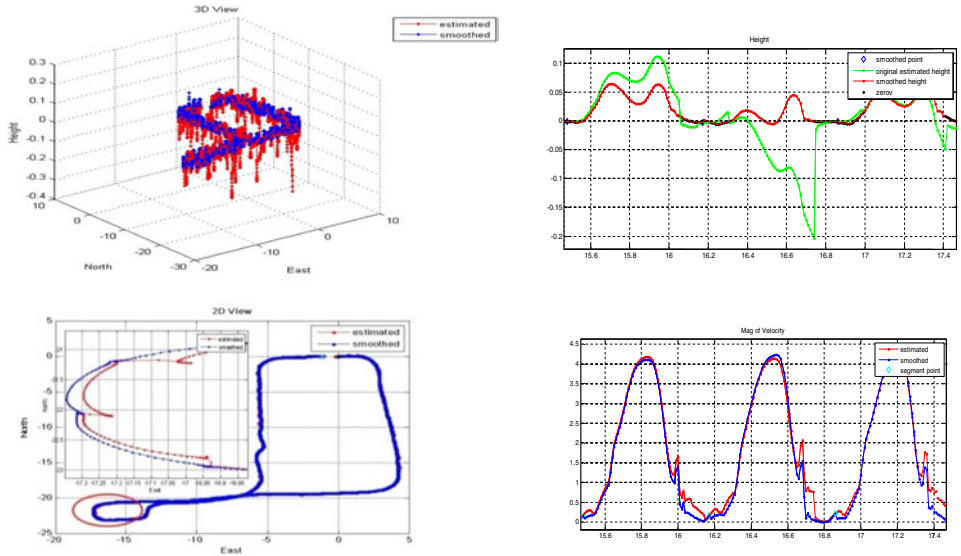 3D View
estimated
smoothed
0.3
0.2
0.1
0
-0.1
-0.2
-0.3
-0.4
Height
10
0
-10
-20
-30
North
-20
-10
0
10
East
Height
smoothed point
original estimated height
smoothed height
zerov
0.1
0.05
0
-0.05
-0.1
-0.15
-0.2
15.6 15.8 16 16.2 16.4 16.6 16.8 17 17.2 17.4
2D View
estimated
smoothed
5
0
-5
-10
-15
-20
-25
North
-20 -15 -10 -5 0 5
East
estimated
smoothed
East
Mag of Velocity
estimated
smoothed
segment point
4.5
4
3.5
3
2.5
2
1.5
1
0.5
0
15.6 15.8 16 16.2 16.4 16.6 16.8 17 17.2 17.4